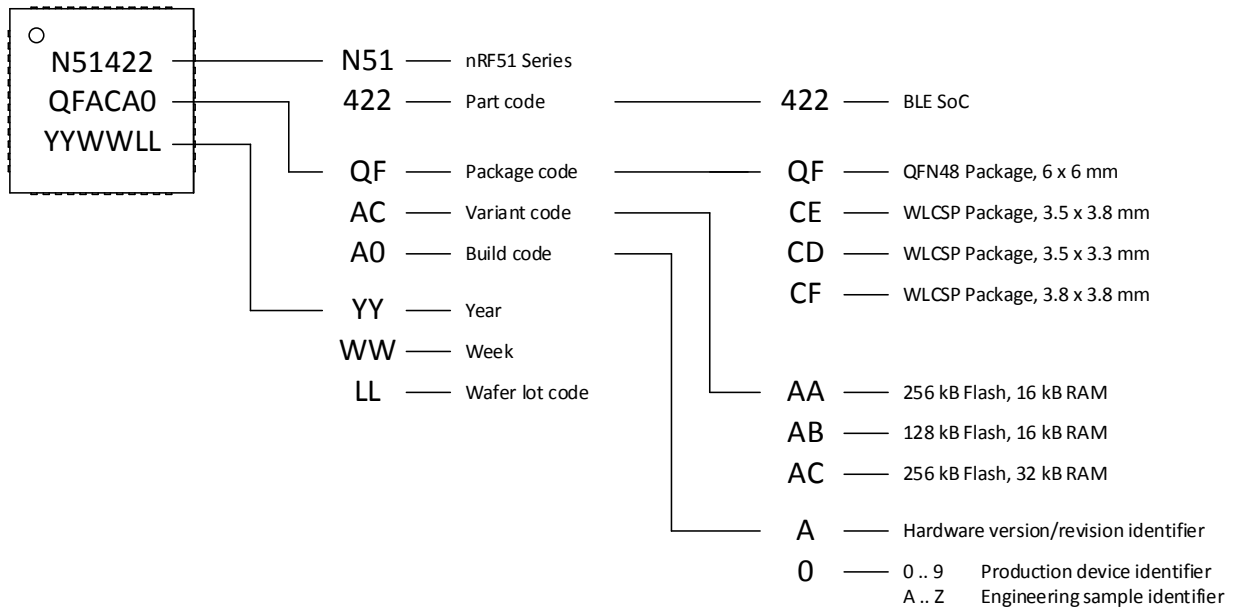 N51422
QFACA0
YYWWLL
N51 nRF51 Series
422 Part code 422 BLE SoC
QF Package code QF QFN48 Package, 6 x 6 mm
AC Variant code CE WLCSP Package, 3.5 x 3.8 mm
A0 Build code CD WLCSP Package, 3.5 x 3.3 mm
CF WLCSP Package, 3.8 x 3.8 mm
YY Year
WW Week
LL Wafer lot code
AA 256 kB Flash, 16 kB RAM
AB 128 kB Flash, 16 kB RAM
AC 256 kB Flash, 32 kB RAM
A Hardware version/revision identifier
0 0 .. 9 Production device identifier
A .. Z Engineering sample identifier